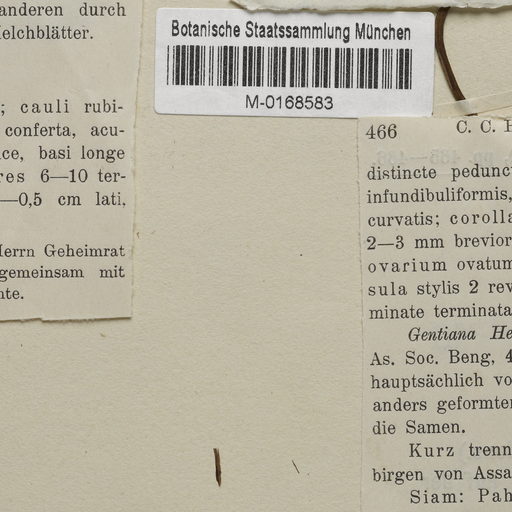 anderen durch
elchblätter.
; cauli rubi-
conferta, acu-
ce, basi longe
res 6—10 ter-
—0,5 cm lati,
Herrn Geheimrat
gemeinsam mit
nte.
Botanische Staatssammlung München
M-0168583
466 C. C. H
distincte pedunc
infundibuliformis,
curvatis; corolla
2—3 mm brevior
ovarium ovatum
sula stylis 2 rev
minate terminata
Gentiana He
As. Soc. Beng, 4
hauptsächlich vo
anders geformte
die Samen.
Kurz trenn
birgen von Assa
Siam: Pah